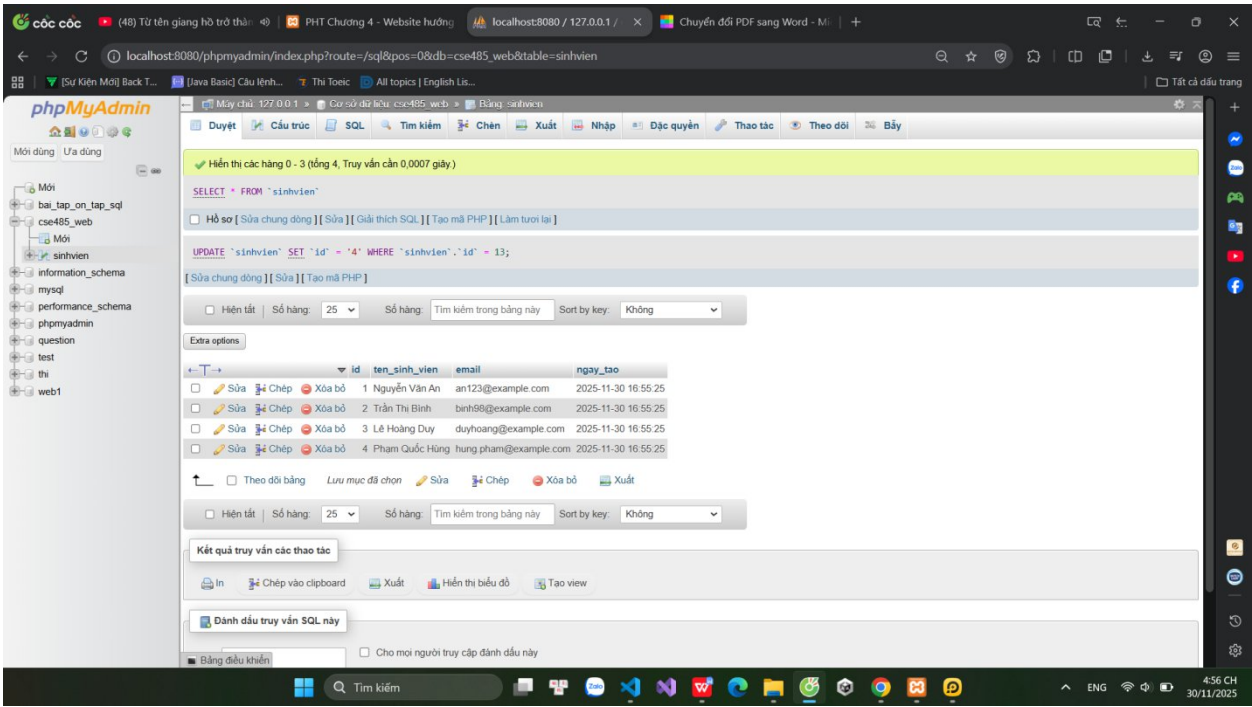 cốc cốc
(48) Từ tên giang hồ trở thàn
PHT Chương 4 - Website hướng
localhost:8080 / 127.0.0.1 /
Chuyển đổi PDF sang Word - Mi
localhost:8080/phpmyadmin/index.php?route=/sql&pos=0&db=cse485_web&table=sinhvien
[Sự Kiện Mới] Back T...
[Java Basic] Câu lệnh...
Thi Toeic
All topics | English Lis...
Tất cả dấu trang
phpMyAdmin
Mới dùng Ưa dùng
Mới
bai_tap_on_tap_sql
cse485_web
Mới
sinhvien
information_schema
mysql
performance_schema
phpmyadmin
question
test
thi
web1
Máy chủ: 127.0.0.1 » Cơ sở dữ liệu: cse485_web » Bảng: sinhvien
Duyệt Cấu trúc SQL Tìm kiếm Chèn Xuất Nhập Đặc quyền Thao tác Theo dõi Bẫy
Hiển thị các hàng 0 - 3 (tổng 4, Truy vấn cần 0,0007 giây.)
SELECT * FROM `sinhvien`
Hồ sơ [ Sửa chung dòng ] [ Sửa ] [ Giải thích SQL ] [ Tạo mã PHP ] [ Làm tươi lại ]
UPDATE `sinhvien` SET `id` = '4' WHERE `sinhvien`.`id` = 13;
[ Sửa chung dòng ] [ Sửa ] [ Tạo mã PHP ]
Hiện tất | Số hàng: 25 Số hàng: Tìm kiếm trong bảng này Sort by key: Không
Extra options
id ten_sinh_vien email ngay_tao
Sửa Chép Xóa bỏ 1 Nguyễn Văn An an123@example.com 2025-11-30 16:55:25
Sửa Chép Xóa bỏ 2 Trần Thị Bình binh98@example.com 2025-11-30 16:55:25
Sửa Chép Xóa bỏ 3 Lê Hoàng Duy duyhoang@example.com 2025-11-30 16:55:25
Sửa Chép Xóa bỏ 4 Phạm Quốc Hùng hung.pham@example.com 2025-11-30 16:55:25
Theo dõi bảng Lưu mục đã chọn Sửa Chép Xóa bỏ Xuất
Hiện tất | Số hàng: 25 Số hàng: Tìm kiếm trong bảng này Sort by key: Không
Kết quả truy vấn các thao tác
In Chép vào clipboard Xuất Hiển thị biểu đồ Tạo view
Đánh dấu truy vấn SQL này
Cho mọi người truy cập đánh dấu này
Bảng điều khiển
Tìm kiếm
Zalo
ENG
4:56 CH
30/11/2025